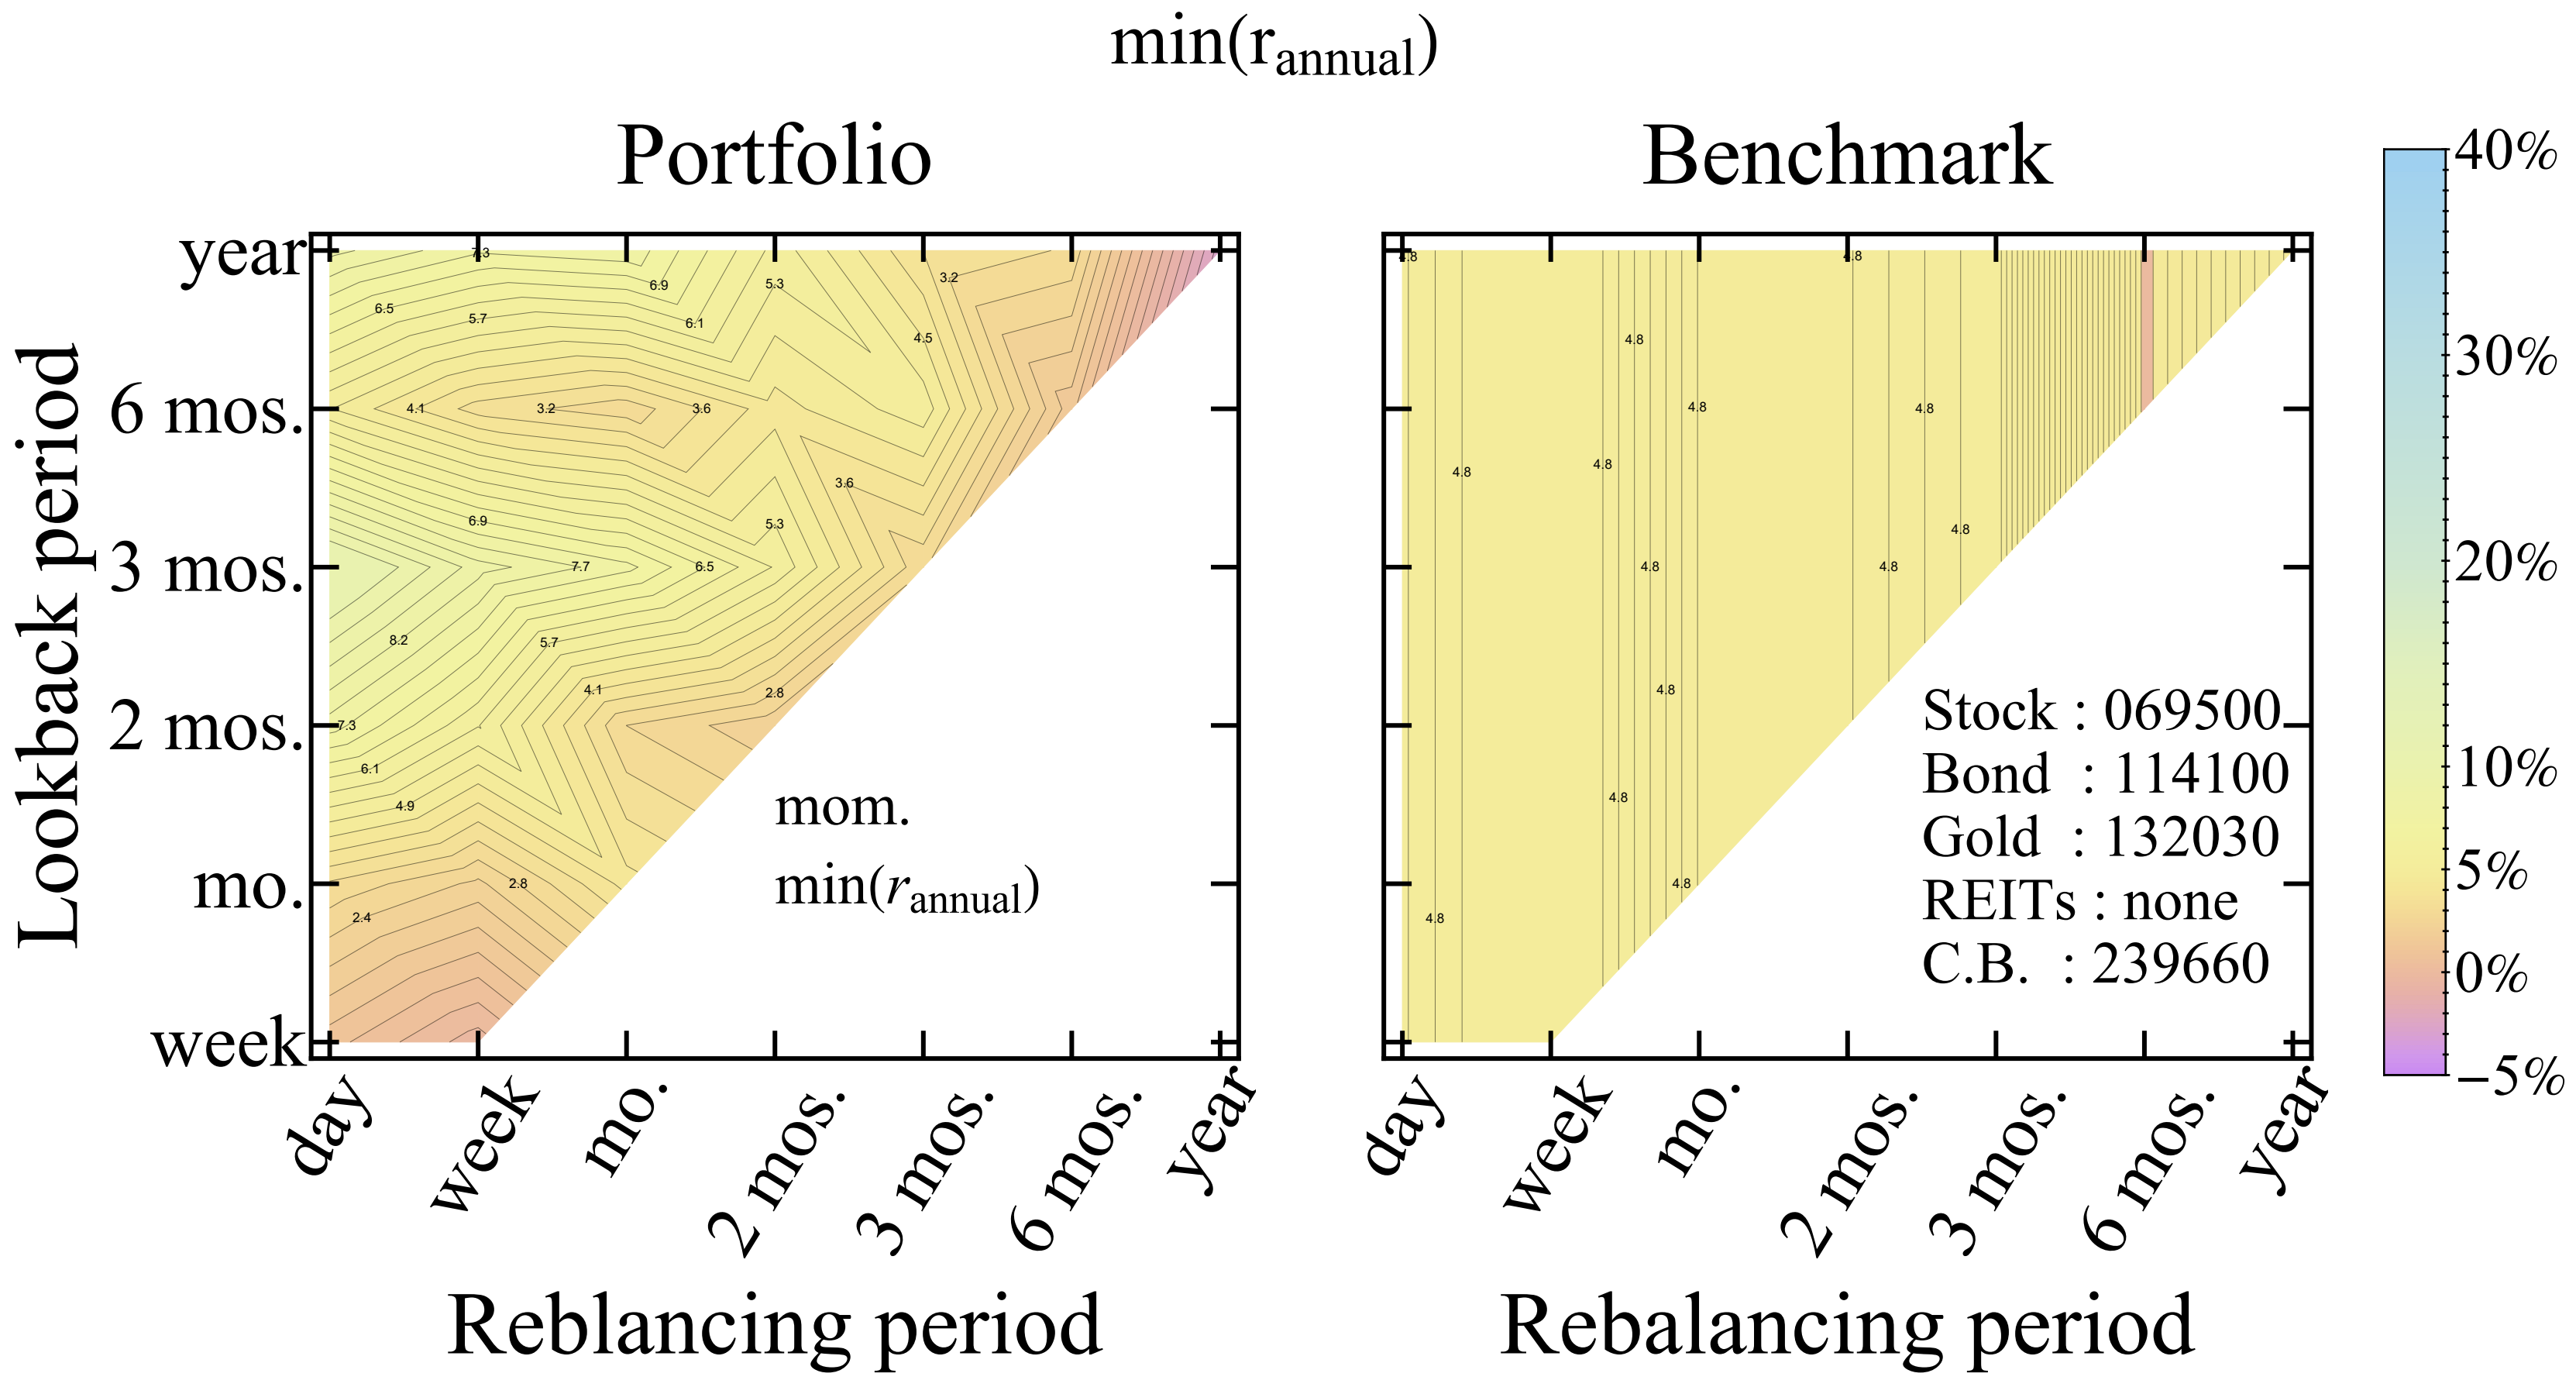 min(r_annual)
Portfolio
Benchmark
Lookback period
year
6 mos.
3 mos.
2 mos.
mo.
week
7.3
6.9
5.3
3.2
6.5
5.7
6.1
4.5
4.1
3.2
3.6
3.6
6.9
5.3
7.7
6.5
8.2
5.7
4.1
2.8
7.3
6.1
4.9
2.8
2.4
mom.
min(r_annual)
day
week
mo.
2 mos.
3 mos.
6 mos.
year
Reblancing period
4.8
4.8
4.8
4.8
4.8
4.8
4.8
4.8
4.8
4.8
4.8
4.8
4.8
4.8
Stock : 069500
Bond : 114100
Gold : 132030
REITs : none
C.B. : 239660
day
week
mo.
2 mos.
3 mos.
6 mos.
year
Rebalancing period
40%
30%
20%
10%
5%
0%
−5%